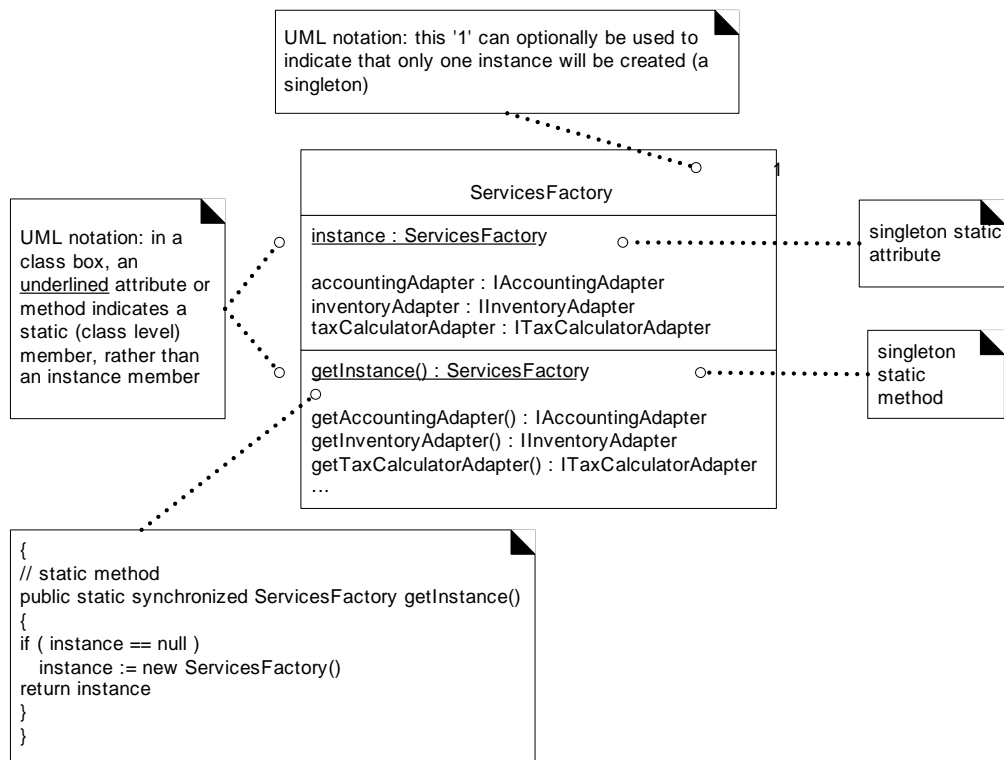 UML notation: this '1' can optionally be used to
indicate that only one instance will be created (a
singleton)
1
ServicesFactory
UML notation: in a
class box, an
underlined attribute or
method indicates a
static (class level)
member, rather than
an instance member
instance : ServicesFactory
accountingAdapter : IAccountingAdapter
inventoryAdapter : IInventoryAdapter
taxCalculatorAdapter : ITaxCalculatorAdapter
singleton static
attribute
getInstance() : ServicesFactory
getAccountingAdapter() : IAccountingAdapter
getInventoryAdapter() : IInventoryAdapter
getTaxCalculatorAdapter() : ITaxCalculatorAdapter
...
singleton
static
method
{
// static method
public static synchronized ServicesFactory getInstance()
{
if ( instance == null )
instance := new ServicesFactory()
return instance
}
}